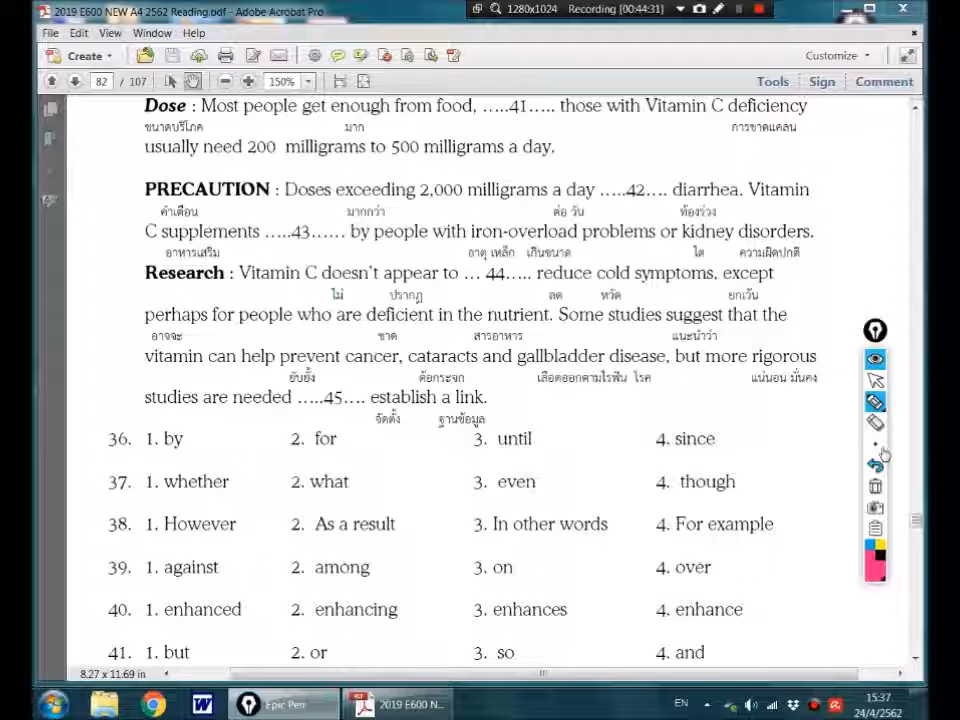 2019 E600 NEW A4 2562 Reading.pdf - Adobe Acrobat Pro
1280x1024 Recording [00:44:31]
File Edit View Window Help
Create Customize
82 / 107 150% Tools Sign Comment
Dose : Most people get enough from food, .....41..... those with Vitamin C deficiency
ขนาดบริโภค มาก การขาดแคลน
usually need 200 milligrams to 500 milligrams a day.
PRECAUTION : Doses exceeding 2,000 milligrams a day .....42.... diarrhea. Vitamin
คำเตือน มากกว่า ต่อ วัน ท้องร่วง
C supplements .....43...... by people with iron-overload problems or kidney disorders.
อาหารเสริม ธาตุ เหล็ก เกินขนาด ไต ความผิดปกติ
Research : Vitamin C doesn't appear to ... 44..... reduce cold symptoms, except
ไม่ ปรากฏ ลด หวัด ยกเว้น
perhaps for people who are deficient in the nutrient. Some studies suggest that the
อาจจะ ขาด สารอาหาร แนะนำว่า
vitamin can help prevent cancer, cataracts and gallbladder disease, but more rigorous
ยับยั้ง ต้อกระจก เลือดออกตามไรฟัน โรค แน่นอน มั่นคง
studies are needed .....45.... establish a link.
จัดตั้ง ฐานข้อมูล
36. 1. by 2. for 3. until 4. since
37. 1. whether 2. what 3. even 4. though
38. 1. However 2. As a result 3. In other words 4. For example
39. 1. against 2. among 3. on 4. over
40. 1. enhanced 2. enhancing 3. enhances 4. enhance
41. 1. but 2. or 3. so 4. and
8.27 x 11.69 in
Epic Pen 2019 E600 N... EN 15:37
24/4/2562